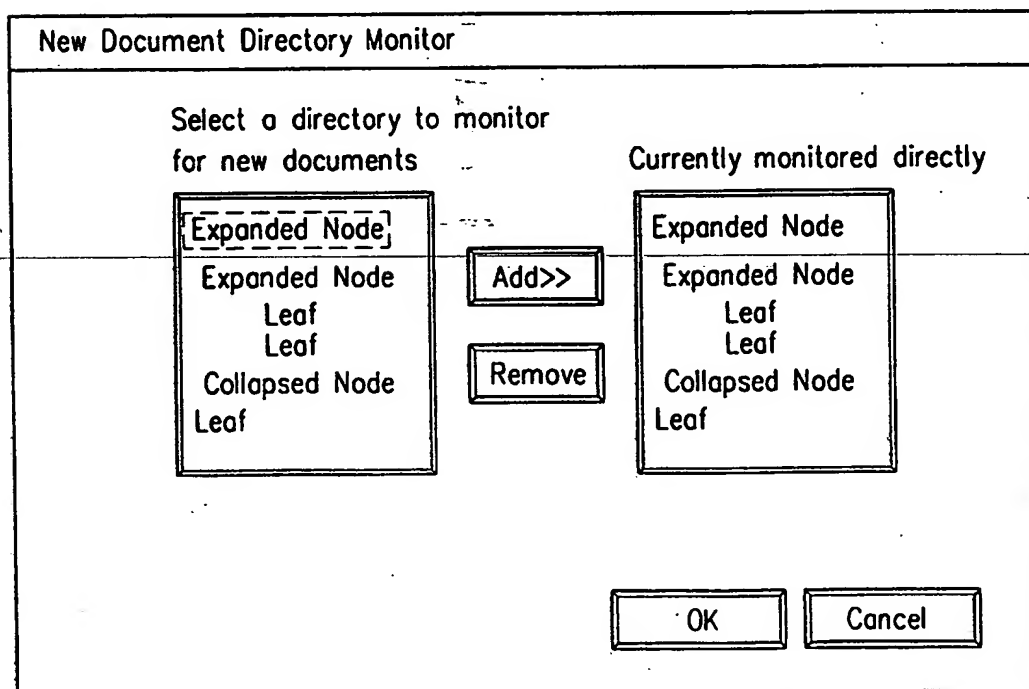 New Document Directory Monitor
Select a directory to monitor
for new documents
Currently monitored directly
Expanded Node
Expanded Node
Leaf
Leaf
Collapsed Node
Leaf
Add>>
Remove
Expanded Node
Expanded Node
Leaf
Leaf
Collapsed Node
Leaf
OK
Cancel